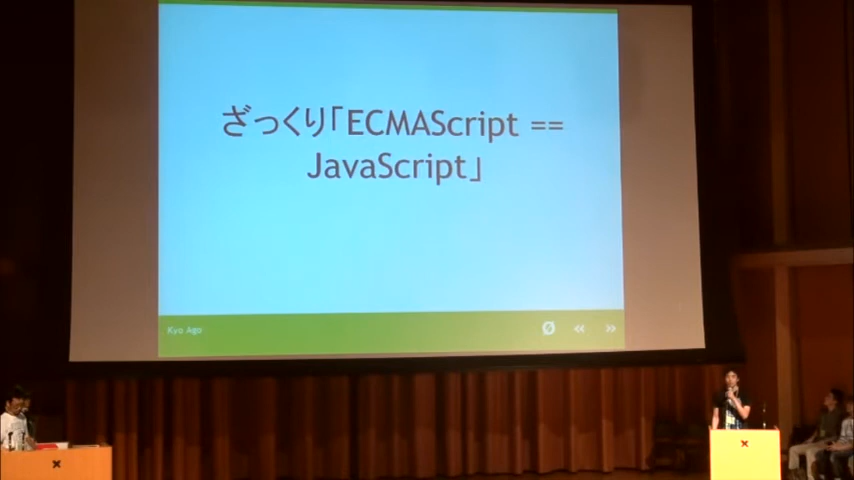 ざっくり「ECMAScript ==
JavaScript」
Kyo Ago